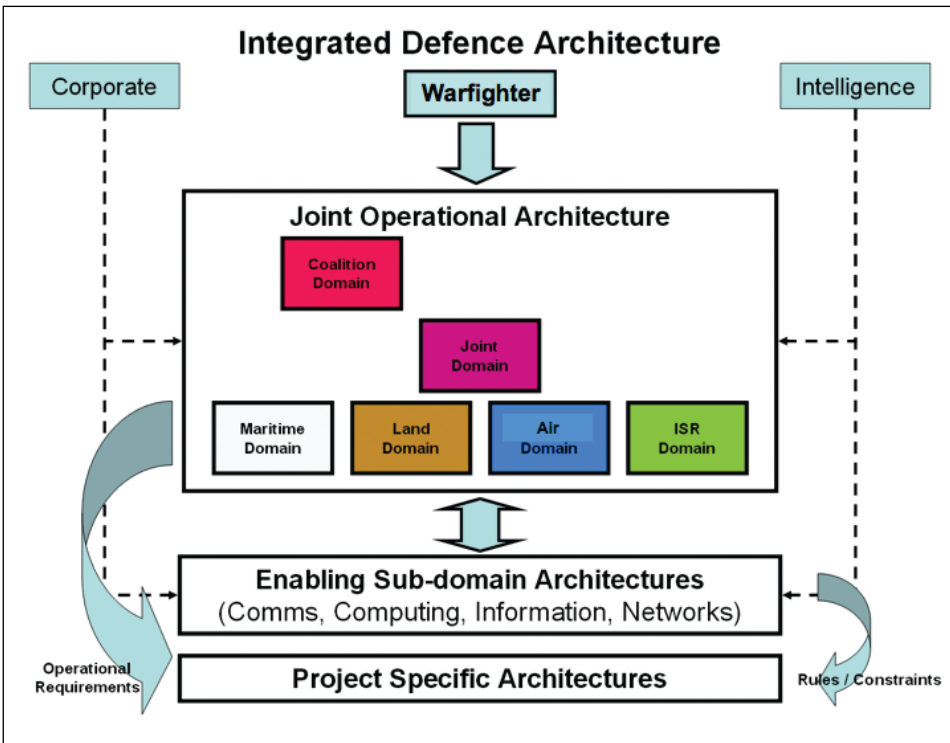 Integrated Defence Architecture
Corporate
Warfighter
Intelligence
Joint Operational Architecture
Coalition
Domain
Joint
Domain
Maritime
Domain
Land
Domain
Air
Domain
ISR
Domain
Enabling Sub-domain Architectures
(Comms, Computing, Information, Networks)
Operational
Requirements
Project Specific Architectures
Rules / Constraints